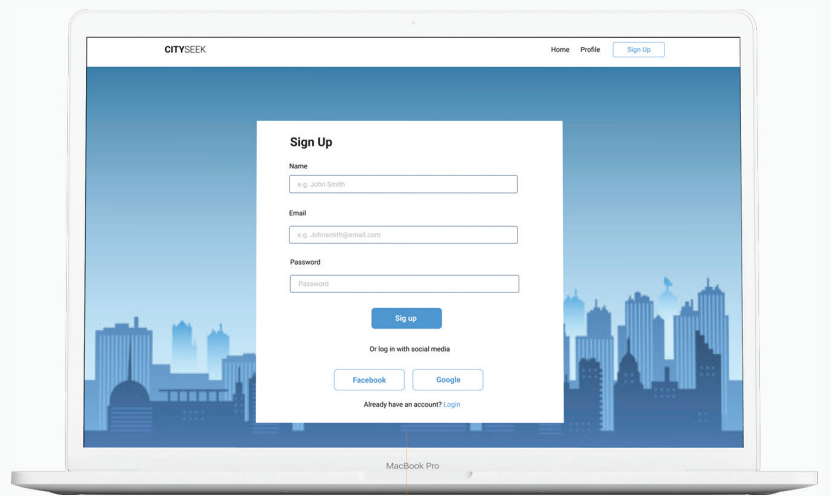 CITYSEEK
Home Profile Sign Up
Sign Up
Name
e.g. John Smith
Email
e.g. Johnsmith@email.com
Password
Password
Sig up
Or log in with social media
Facebook Google
Already have an account? Login
MacBook Pro